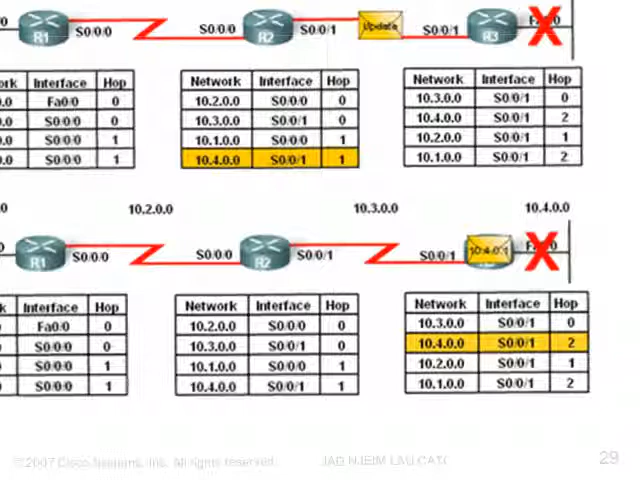 R1 S0/0/0 S0/0/0 R2 S0/0/1 Update S0/0/1 R3
Interface Hop
Fa0/0 0
S0/0/0 0
S0/0/0 1
S0/0/0 1
Network Interface Hop
10.2.0.0 S0/0/0 0
10.3.0.0 S0/0/1 0
10.1.0.0 S0/0/0 1
10.4.0.0 S0/0/1 1
Network Interface Hop
10.3.0.0 S0/0/1 0
10.4.0.0 S0/0/1 2
10.2.0.0 S0/0/1 1
10.1.0.0 S0/0/1 2
10.2.0.0 10.3.0.0 10.4.0.0
R1 S0/0/0 S0/0/0 R2 S0/0/1 S0/0/1
Interface Hop
Fa0/0 0
S0/0/0 0
S0/0/0 1
S0/0/0 1
Network Interface Hop
10.2.0.0 S0/0/0 0
10.3.0.0 S0/0/1 0
10.1.0.0 S0/0/0 1
10.4.0.0 S0/0/1 1
Network Interface Hop
10.3.0.0 S0/0/1 0
10.4.0.0 S0/0/1 2
10.2.0.0 S0/0/1 1
10.1.0.0 S0/0/1 2
© 2007 Cisco Systems, Inc. All rights reserved. 29